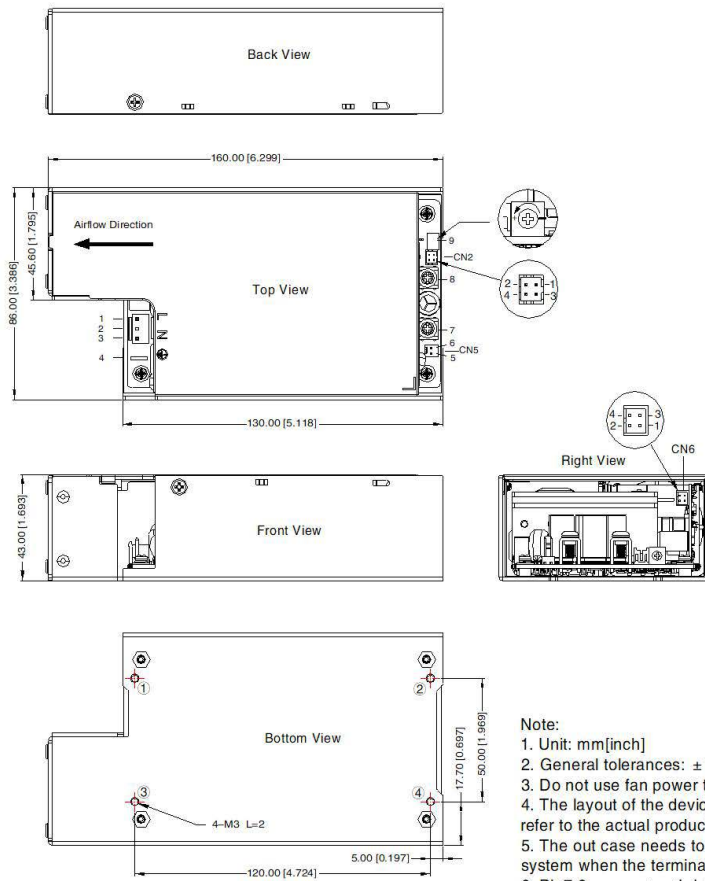 Back View
160.00 [6.299]
86.00 [3.386]
45.60 [1.795]
Airflow Direction
Top View
1
2
3
4
L
N
9
CN2
8
7
6
CN5
5
2
1
4
3
130.00 [5.118]
43.00 [1.693]
Front View
Right View
4
3
2
1
CN6
Bottom View
1
2
3
4
4-M3 L=2
17.70 [0.697]
50.00 [1.969]
5.00 [0.197]
120.00 [4.724]
Note:
1. Unit: mm[inch]
2. General tolerances: ±
3. Do not use fan power
4. The layout of the devic
refer to the actual produc
5. The out case needs to
system when the termina